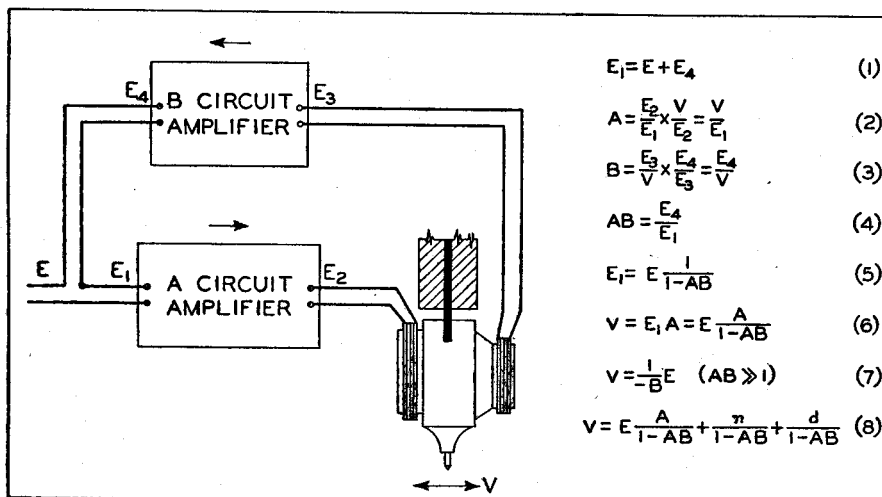 E₄ B CIRCUIT E₃
AMPLIFIER
E E₁ A CIRCUIT E₂
AMPLIFIER
V
E₁ = E + E₄ (1)
A = E₂/E₁ × V/E₂ = V/E₁ (2)
B = E₃/V × E₄/E₃ = E₄/V (3)
AB = E₄/E₁ (4)
E₁ = E 1/(1-AB) (5)
V = E₁A = E A/(1-AB) (6)
V = 1/-B E (AB ≫ 1) (7)
V = E A/(1-AB) + n/(1-AB) + d/(1-AB) (8)